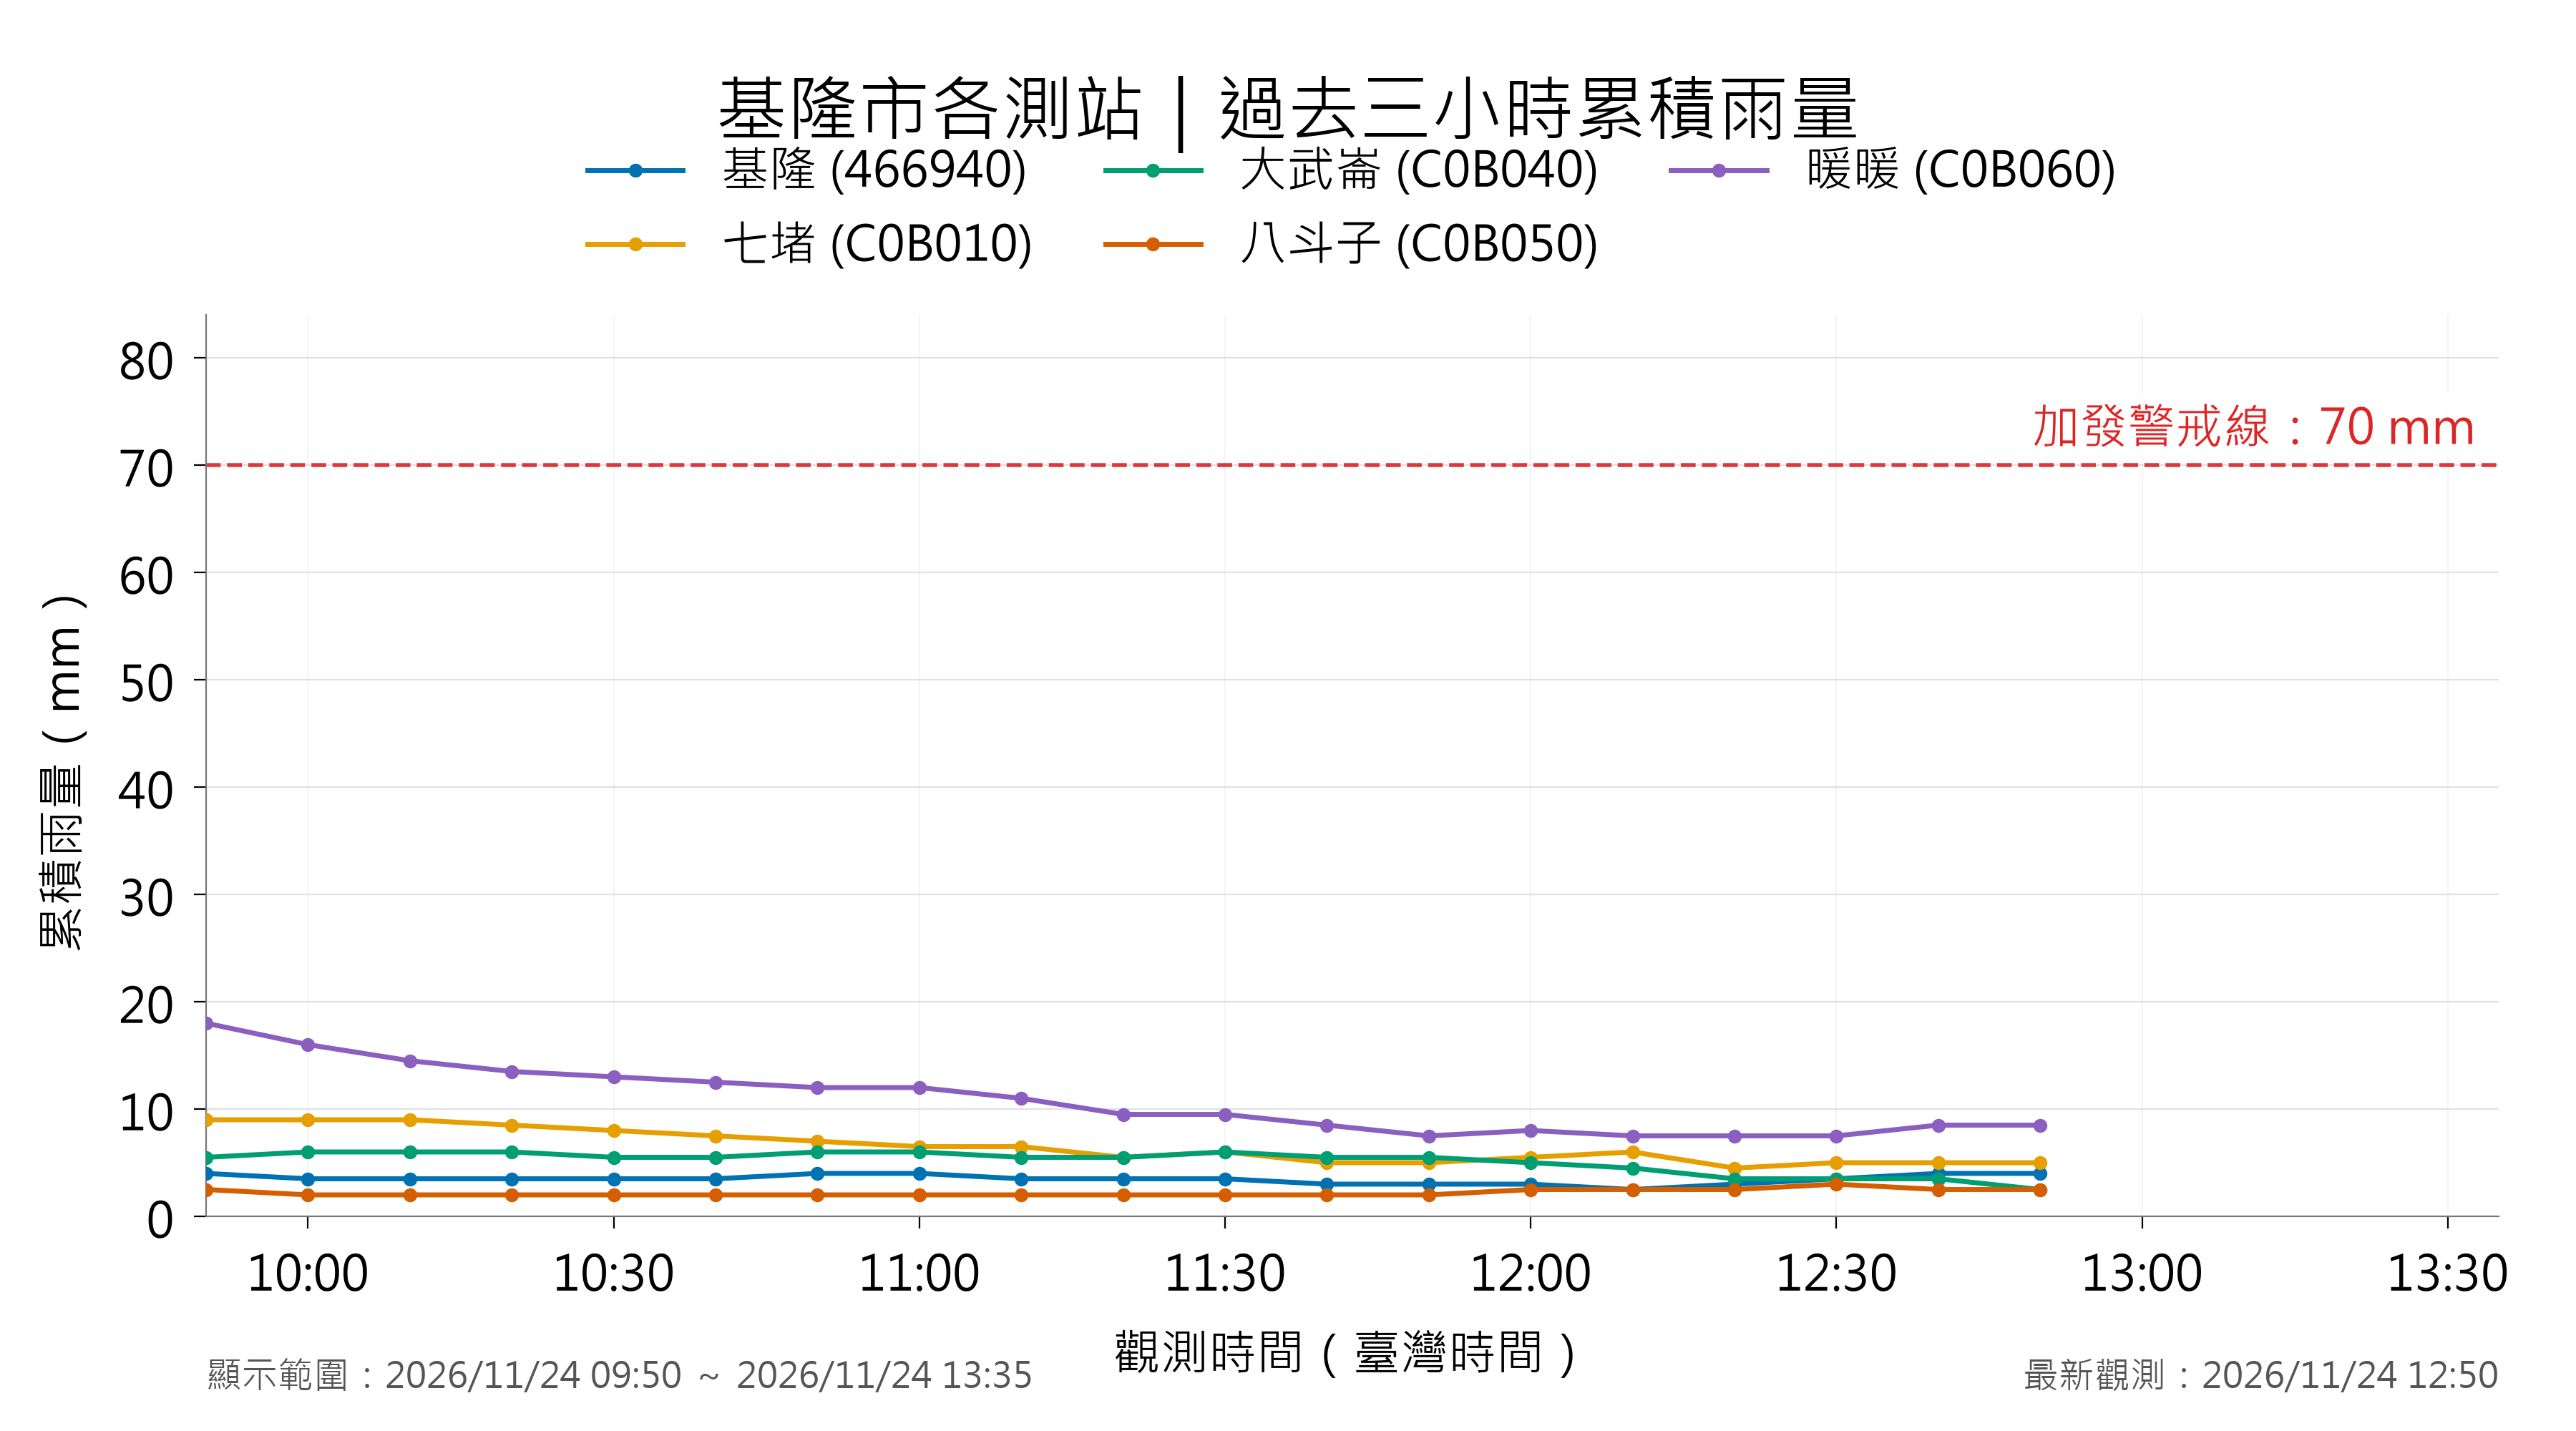 基隆市各測站｜過去三小時累積雨量
基隆 (466940) 大武崙 (C0B040) 暖暖 (C0B060)
七堵 (C0B010) 八斗子 (C0B050)
80
加發警戒線：70 mm
70
60
50
40
30
20
10
0
累積雨量（mm）
10:00 10:30 11:00 11:30 12:00 12:30 13:00 13:30
觀測時間（臺灣時間）
顯示範圍：2026/11/24 09:50 ~ 2026/11/24 13:35
最新觀測：2026/11/24 12:50